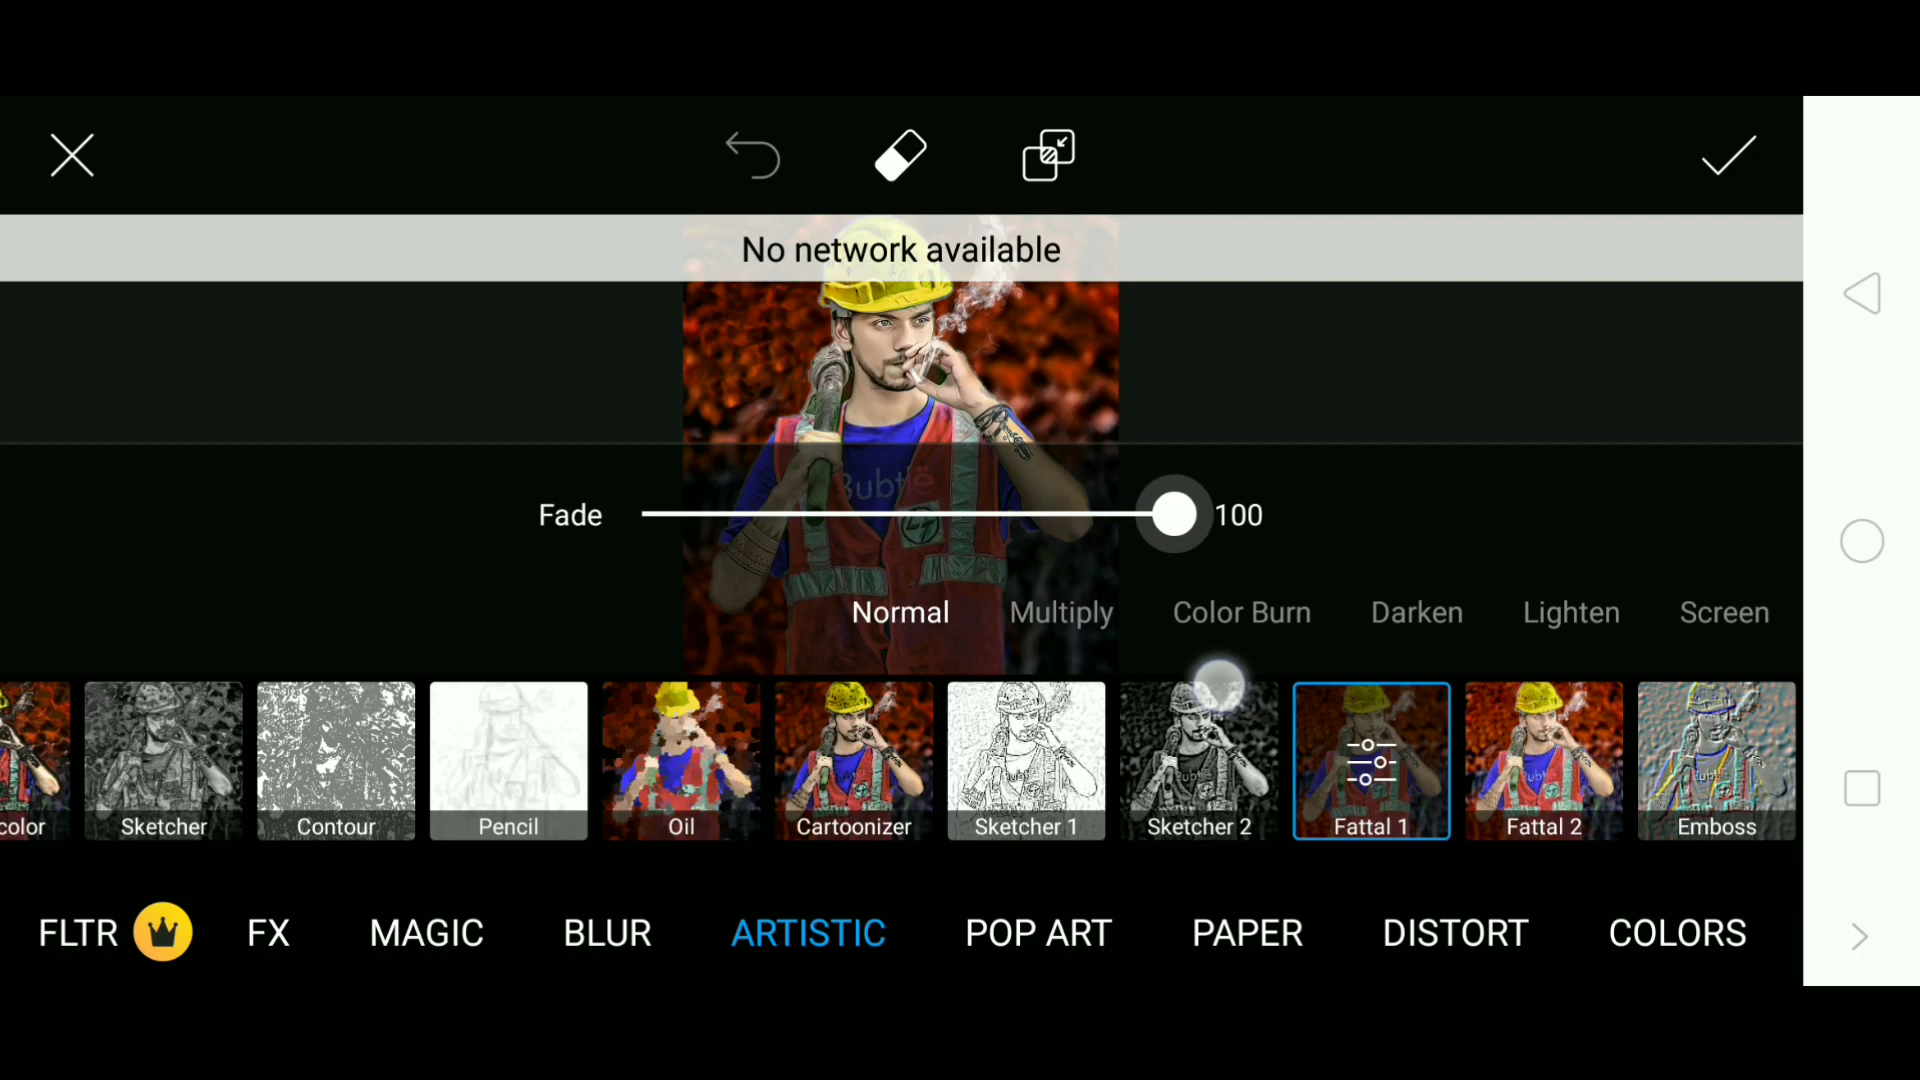 No network available
Bubtle
Fade 100
Normal Multiply Color Burn Darken Lighten Screen
color Sketcher Contour Pencil Oil Cartoonizer Sketcher 1 Sketcher 2 Fattal 1 Fattal 2 Emboss
FLTR FX MAGIC BLUR ARTISTIC POP ART PAPER DISTORT COLORS